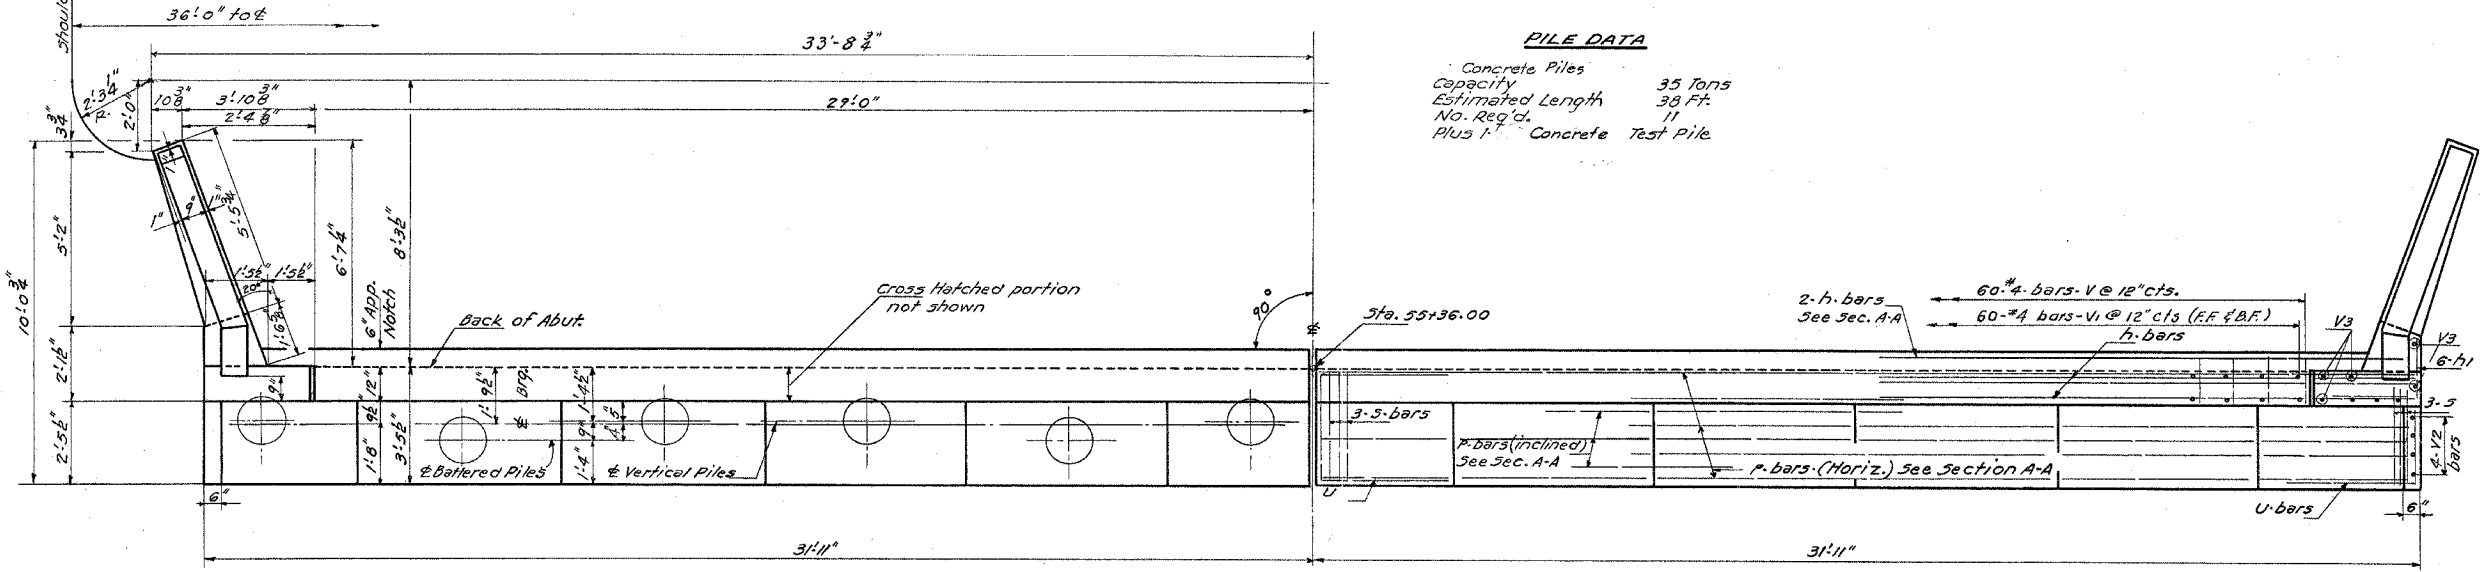 Should
36'-0" to ℄
33'-8 3/4"
PILE DATA
Concrete Piles
Capacity 35 Tons
Estimated Length 38 Ft.
No. Req'd. 11
Plus 1 Concrete Test Pile
2'-3 1/4"
R.
2'-0"
10 3/8"
3'-10 3/8"
2'-4 7/8"
29'-0"
3/4
1"
1"
9"
1"
5'-5 3/4"
5'-2"
10'-0 3/4"
6'-7 1/4"
8'-3 1/2"
6" App.
Notch
1'-5 1/2"
1'-5 1/2"
20°
1'-6 5/8"
Cross Hatched portion
not shown
Back of Abut.
90°
℄
Sta. 55+36.00
2-h.bars
See Sec. A-A
60-#4-bars-V @ 12"cts.
60-#4 bars-V1 @ 12"cts (F.F. & B.F.)
h.bars
V3
V3
6-h1
2'-1 1/2"
9"
12"
1'-9 1/2"
℄ Brg.
1'-4 1/2"
2'-5 1/2"
9 1/2"
1'-8"
3'-5 1/2"
5"
4"
9"
1'-4"
℄ Battered Piles
℄ Vertical Piles
3-S-bars
P-bars(inclined)
See Sec. A-A
P-bars-(Horiz.) See Section A-A
3-S
4-V2
bars
U
U-bars
6"
6"
31'-11"
31'-11"